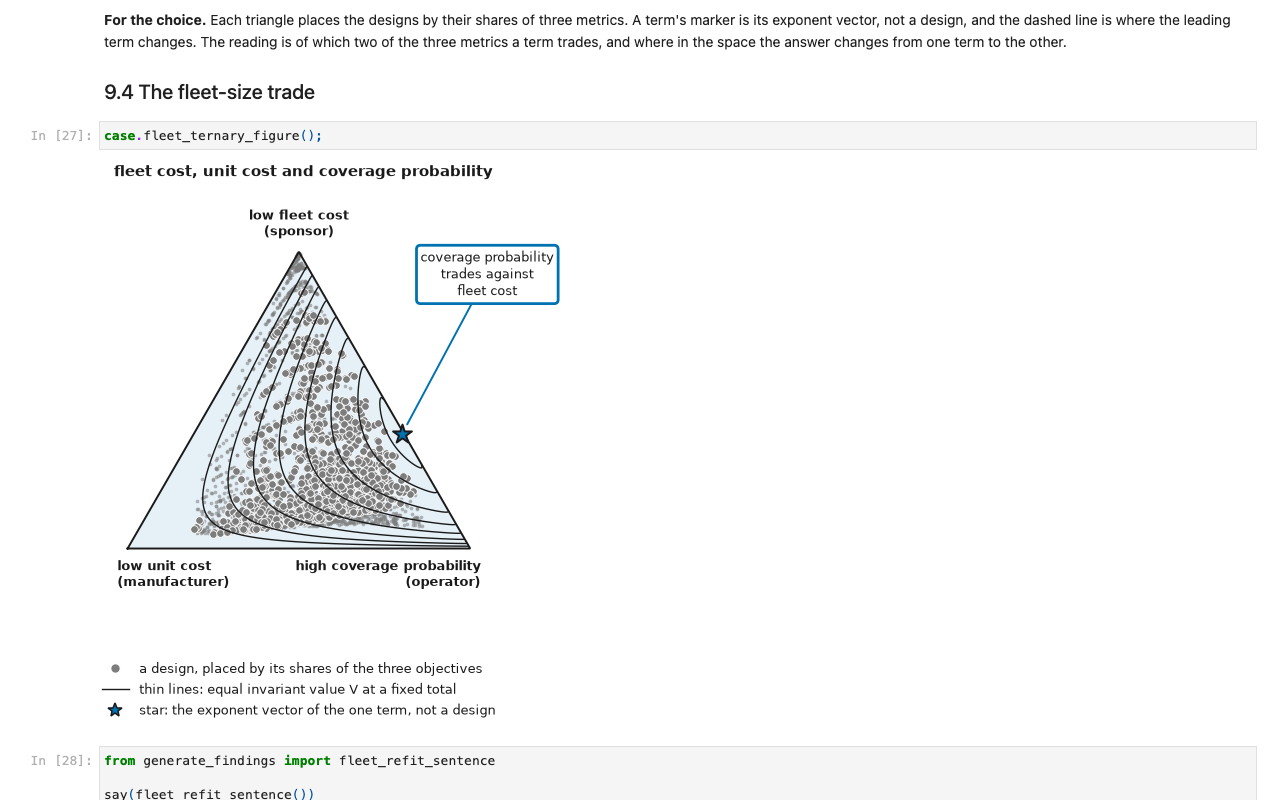 For the choice. Each triangle places the designs by their shares of three metrics. A term's marker is its exponent vector, not a design, and the dashed line is where the leading
term changes. The reading is of which two of the three metrics a term trades, and where in the space the answer changes from one term to the other.
9.4 The fleet-size trade
In [27]: case.fleet_ternary_figure();
fleet cost, unit cost and coverage probability
low fleet cost
(sponsor)
coverage probability
trades against
fleet cost
low unit cost
(manufacturer)
high coverage probability
(operator)
a design, placed by its shares of the three objectives
thin lines: equal invariant value V at a fixed total
star: the exponent vector of the one term, not a design
In [28]: from generate_findings import fleet_refit_sentence
say(fleet_refit_sentence())